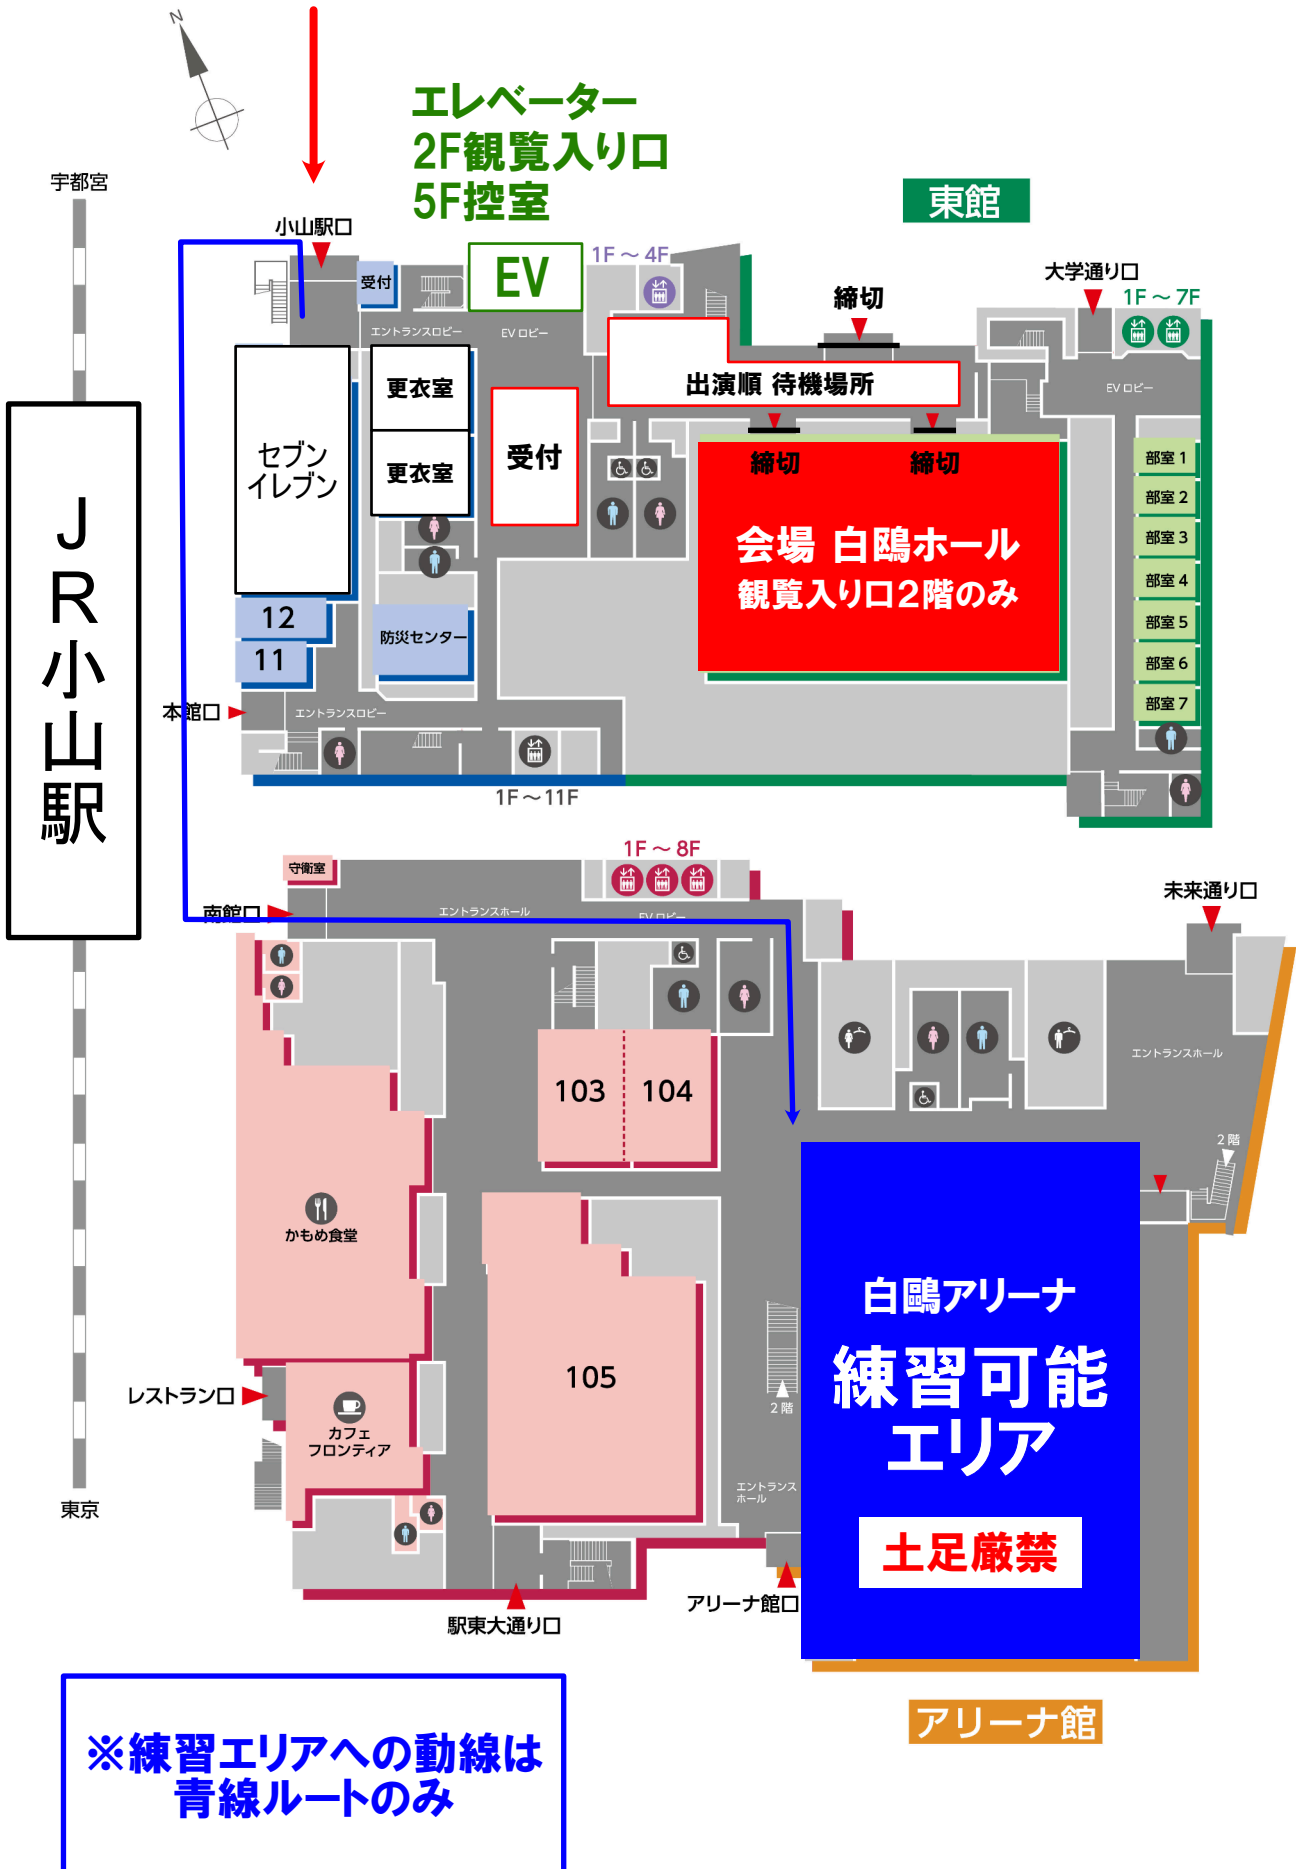 N
エレベーター
2F観覧入り口
5F控室
宇都宮
東館
小山駅口
1F～4F
大学通り口
1F～7F
受付
EV
締切
エントランスロビー
EVロビー
EVロビー
出演順 待機場所
更衣室
更衣室
セブン
イレブン
受付
締切
締切
部室1
部室2
部室3
部室4
部室5
部室6
部室7
会場 白鴎ホール
観覧入り口2階のみ
JR小山駅
12
11
防災センター
本館口
エントランスロビー
1F～11F
守衛室
1F～8F
南館口
エントランスホール
EVロビー
未来通り口
エントランスホール
103
104
2階
かもめ食堂
白鷗アリーナ
練習可能
エリア
105
レストラン口
カフェ
フロンティア
2階
エントランス
ホール
東京
土足厳禁
アリーナ館口
駅東大通り口
アリーナ館
※練習エリアへの動線は
青線ルートのみ